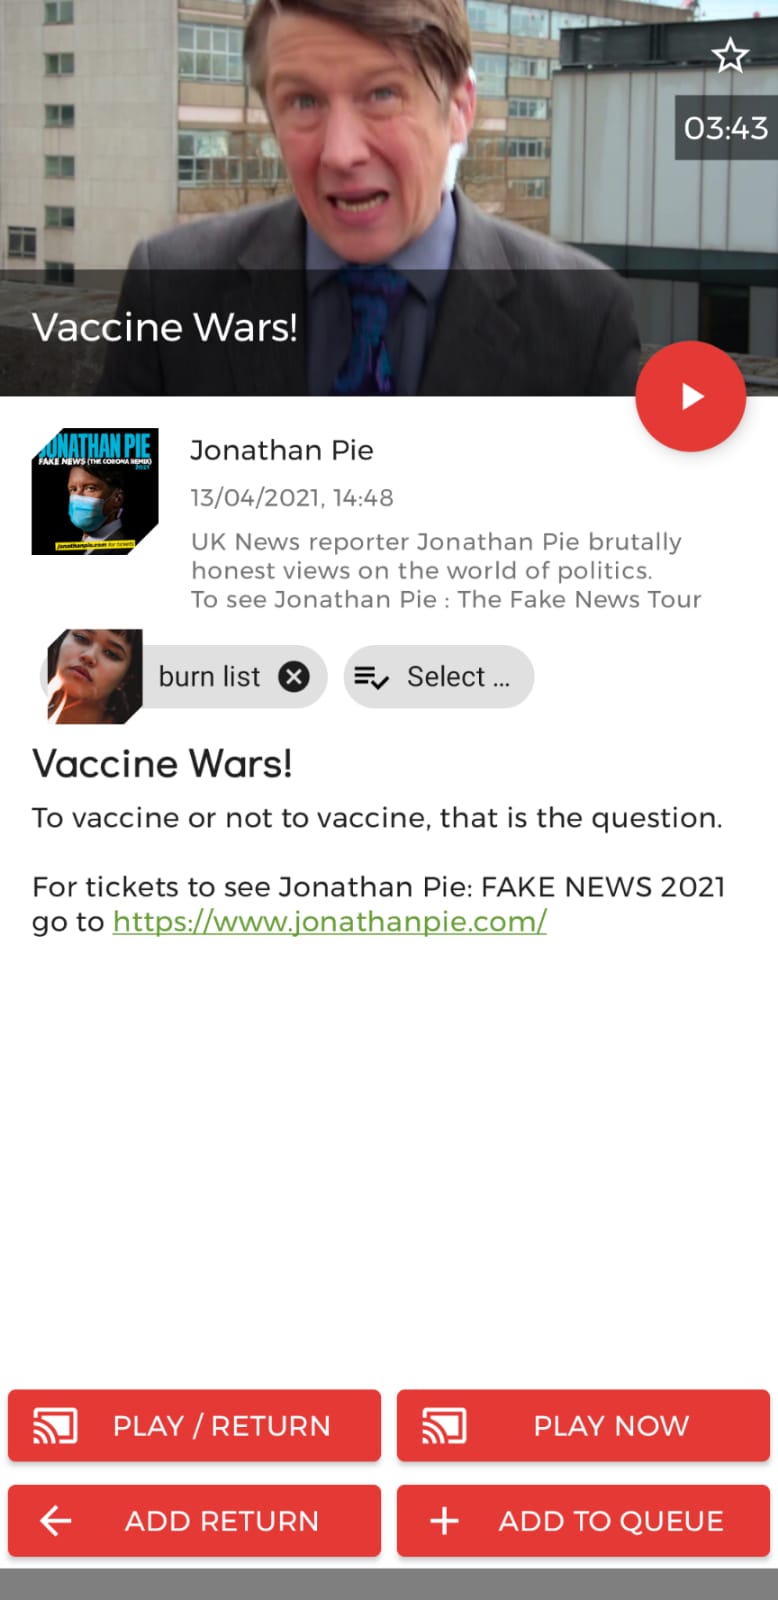 03:43
Vaccine Wars!
JONATHAN PIE
FAKE NEWS (THE CORONA REMIX)
2021
jonathanpie.com for tickets
Jonathan Pie
13/04/2021, 14:48
UK News reporter Jonathan Pie brutally
honest views on the world of politics.
To see Jonathan Pie : The Fake News Tour
burn list
Select ...
Vaccine Wars!
To vaccine or not to vaccine, that is the question.
For tickets to see Jonathan Pie: FAKE NEWS 2021
go to https://www.jonathanpie.com/
PLAY / RETURN
PLAY NOW
ADD RETURN
ADD TO QUEUE